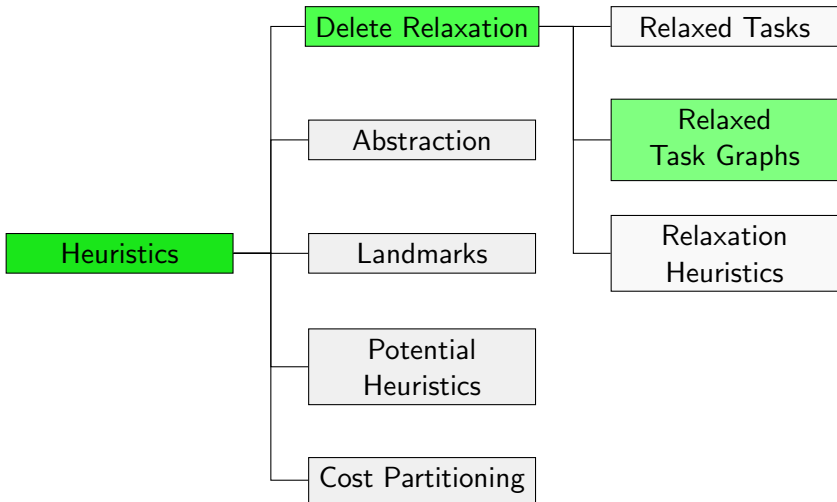 Heuristics
Delete Relaxation
Abstraction
Landmarks
Potential
Heuristics
Cost Partitioning
Relaxed Tasks
Relaxed
Task Graphs
Relaxation
Heuristics